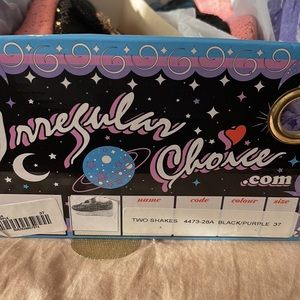 Irregular
Choice
.com
name code colour size
TWO SHAKES 4473-26A BLACK/PURPLE 37